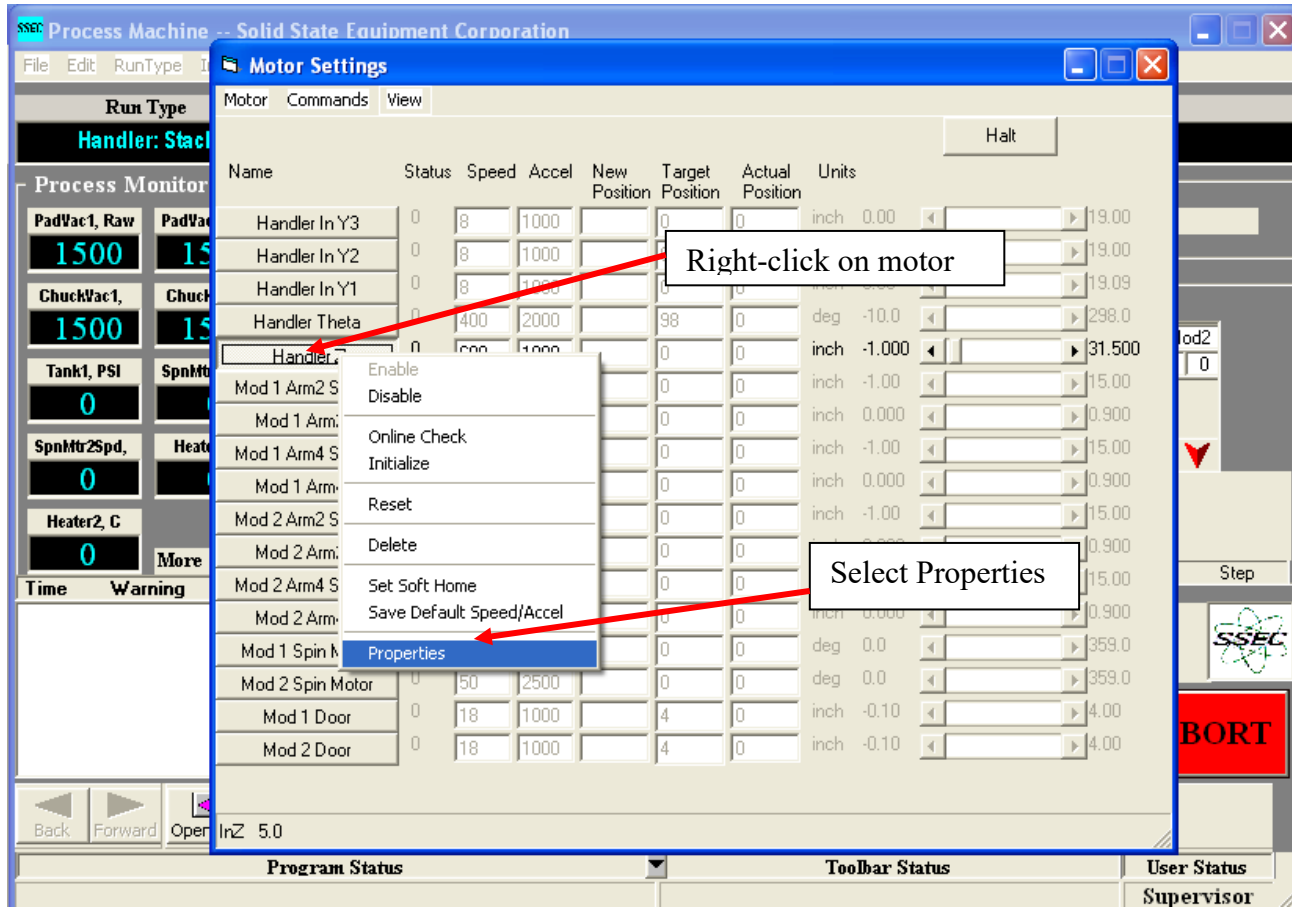 SSEC Process Machine -- Solid State Equipment Corporation
File Edit RunType
Motor Settings
Motor Commands View
Run Type
Handler:
Halt
Name Status Speed Accel New Position Target Position Actual Position Units
Process Monitor
PadVac1, Raw
1500 15
ChuckVac1,
1500 15
Tank1, PSI
0
SpnMtr2Spd,
0
Heater2, C
0 More
Handler In Y3 0 8 1000 0 0 inch 0.00 19.00
Handler In Y2 0 8 1000 19.00
Handler In Y1 0 8 1000 0 0 19.09
Handler Theta 0 400 2000 98 0 deg -10.0 298.0
Handler Z 0 inch -1.000 31.500
Mod 1 Arm2 S 0 0 inch -1.00 15.00
Mod 1 0 0 inch 0.000 0.900
Mod 1 Arm4 S 0 0 inch -1.00 15.00
Mod 1 0 0 inch 0.000 0.900
Mod 2 Arm2 S 0 0 inch -1.00 15.00
Mod 2 0 0.900
Mod 2 Arm4 S 0 15.00
Mod 2 0 0 0.900
Mod 1 Spin 0 0 deg 0.0 359.0
Mod 2 Spin Motor 0 50 2500 0 0 deg 0.0 359.0
Mod 1 Door 0 18 1000 4 0 inch -0.10 4.00
Mod 2 Door 0 18 1000 4 0 inch -0.10 4.00
Right-click on motor
Enable
Disable
Online Check
Initialize
Reset
Delete
Set Soft Home
Save Default Speed/Accel
Properties
Select Properties
0
Step
SSEC
Time Warning
Back Forward
InZ 5.0
Program Status Toolbar Status User Status
Supervisor